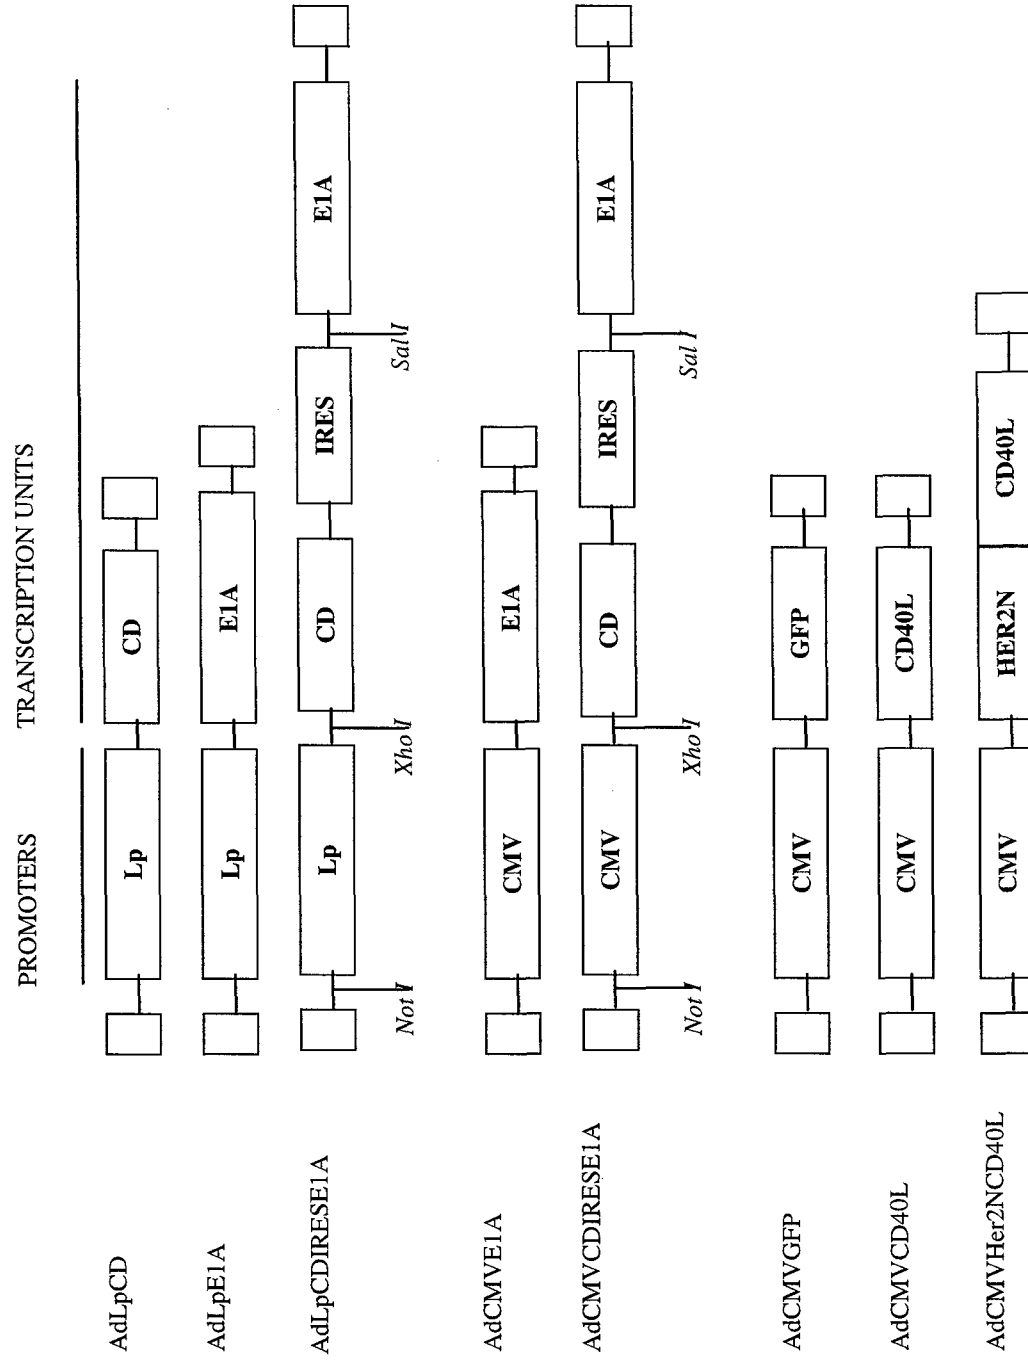 PROMOTERS TRANSCRIPTION UNITS
AdLpCD Lp CD
AdLpE1A Lp E1A
AdLpCDIRESE1A Lp CD IRES E1A
Not I Xho I Sal I
AdCMVE1A CMV E1A
AdCMVCDIRESE1A CMV CD IRES E1A
Not I Xho I Sal I
AdCMVGFP CMV GFP
AdCMVCD40L CMV CD40L
AdCMVHer2NCD40L CMV HER2N CD40L